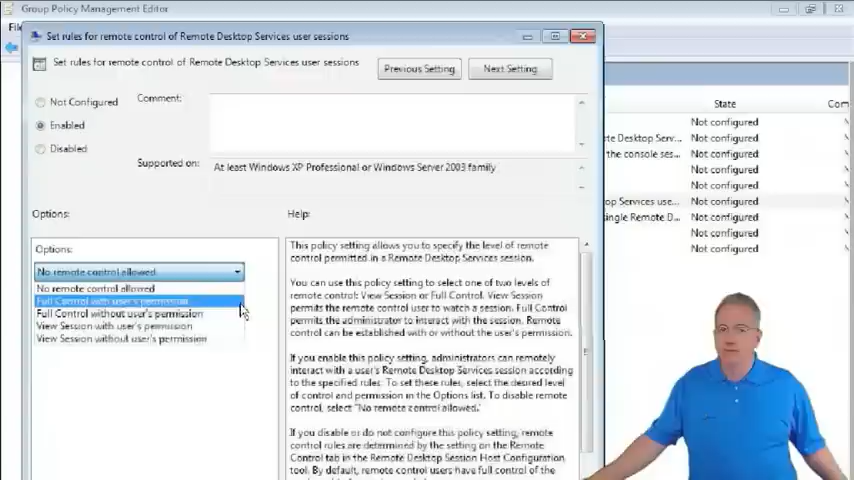 Group Policy Management Editor
Set rules for remote control of Remote Desktop Services user sessions
Set rules for remote control of Remote Desktop Services user sessions
Previous Setting
Next Setting
Not Configured
Comment:
Enabled
Disabled
Supported on:
At least Windows XP Professional or Windows Server 2003 family
Options:
Help:
Options:
No remote control allowed
No remote control allowed
Full Control with user's permission
Full Control without user's permission
View Session with user's permission
View Session without user's permission
This policy setting allows you to specify the level of remote
control permitted in a Remote Desktop Services session.
You can use this policy setting to select one of two levels of
remote control: View Session or Full Control. View Session
permits the remote control user to watch a session. Full Control
permits the administrator to interact with the session. Remote
control can be established with or without the user's permission.
If you enable this policy setting, administrators can remotely
interact with a user's Remote Desktop Services session
according to the specified rules. To set these rules, select the desired level
of control and permission in the Options list. To disable remote
control, select "No remote control allowed."
If you disable or do not configure this policy setting, remote
control rules are determined by the setting on the Remote
Control tab in the Remote Desktop Session Host Configuration
tool. By default, remote control users have full control of the
State
Com
Not configured
te Desktop Serv... Not configured
the console ses... Not configured
Not configured
Not configured
top Services use... Not configured
single Remote D... Not configured
Not configured
Not configured